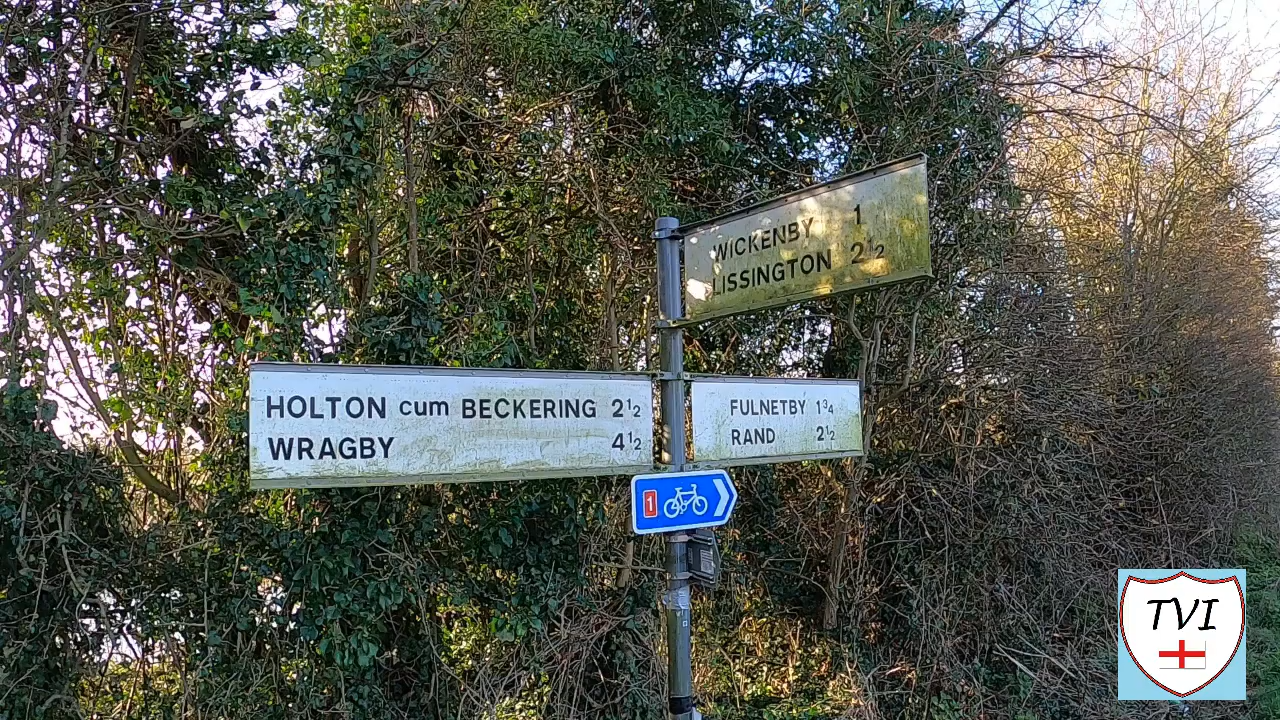 WICKENBY 1
LISSINGTON 2½
HOLTON cum BECKERING 2½
WRAGBY 4½
FULNETBY 1¾
RAND 2½
1
TVI